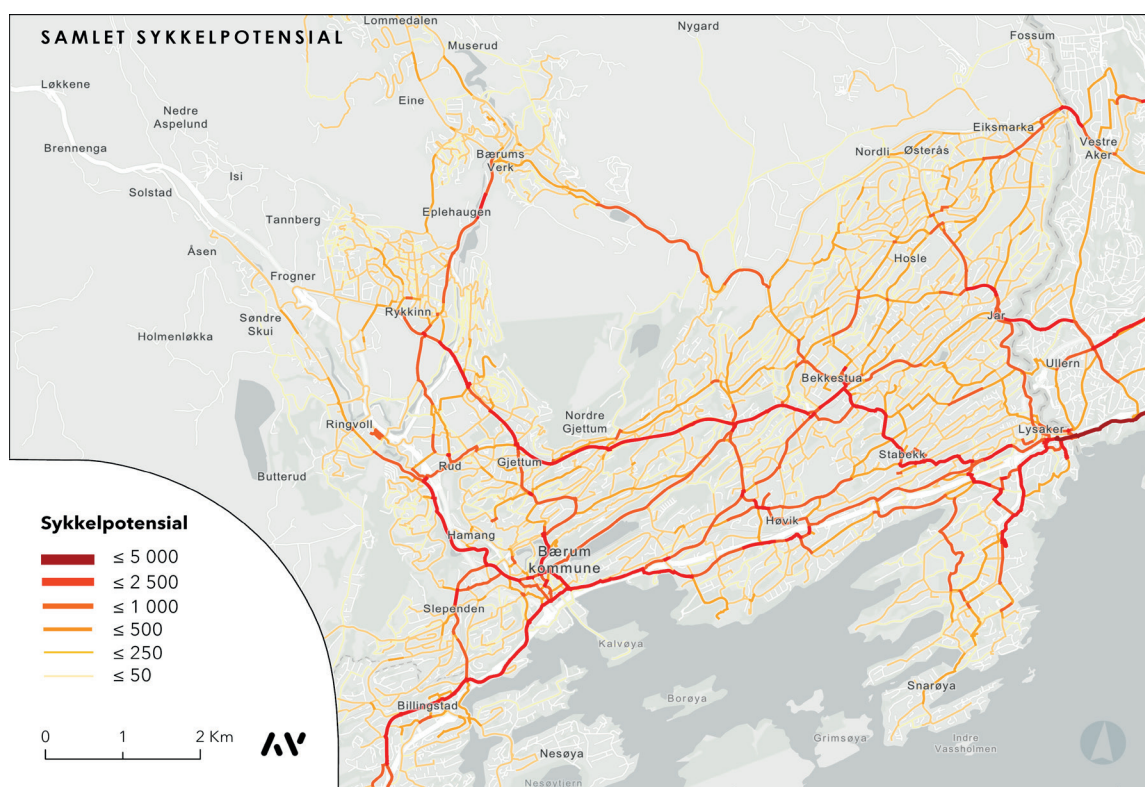 SAMLET SYKKELPOTENSIAL
Lommedalen
Muserud
Nygard
Fossum
Løkkene
Nedre
Aspelund
Eine
Brennenga
Eiksmarka
Vestre
Aker
Nordli
Østerås
Bærums
Verk
Isi
Solstad
Tannberg
Eplehaugen
Åsen
Frogner
Hosle
Søndre
Skui
Rykkinn
Jar
Holmenløkka
Ullern
Bekkestua
Nordre
Gjettum
Ringvoll
Lysaker
Stabekk
Gjettum
Rud
Butterud
Høvik
Hamang
Bærum
kommune
Slependen
Kalvøya
Snarøya
Borøya
Billingstad
Grimsøya
Indre
Vassholmen
Nesøya
Nesøytjern
Sykkelpotensial
≤ 5 000
≤ 2 500
≤ 1 000
≤ 500
≤ 250
≤ 50
0 1 2 Km